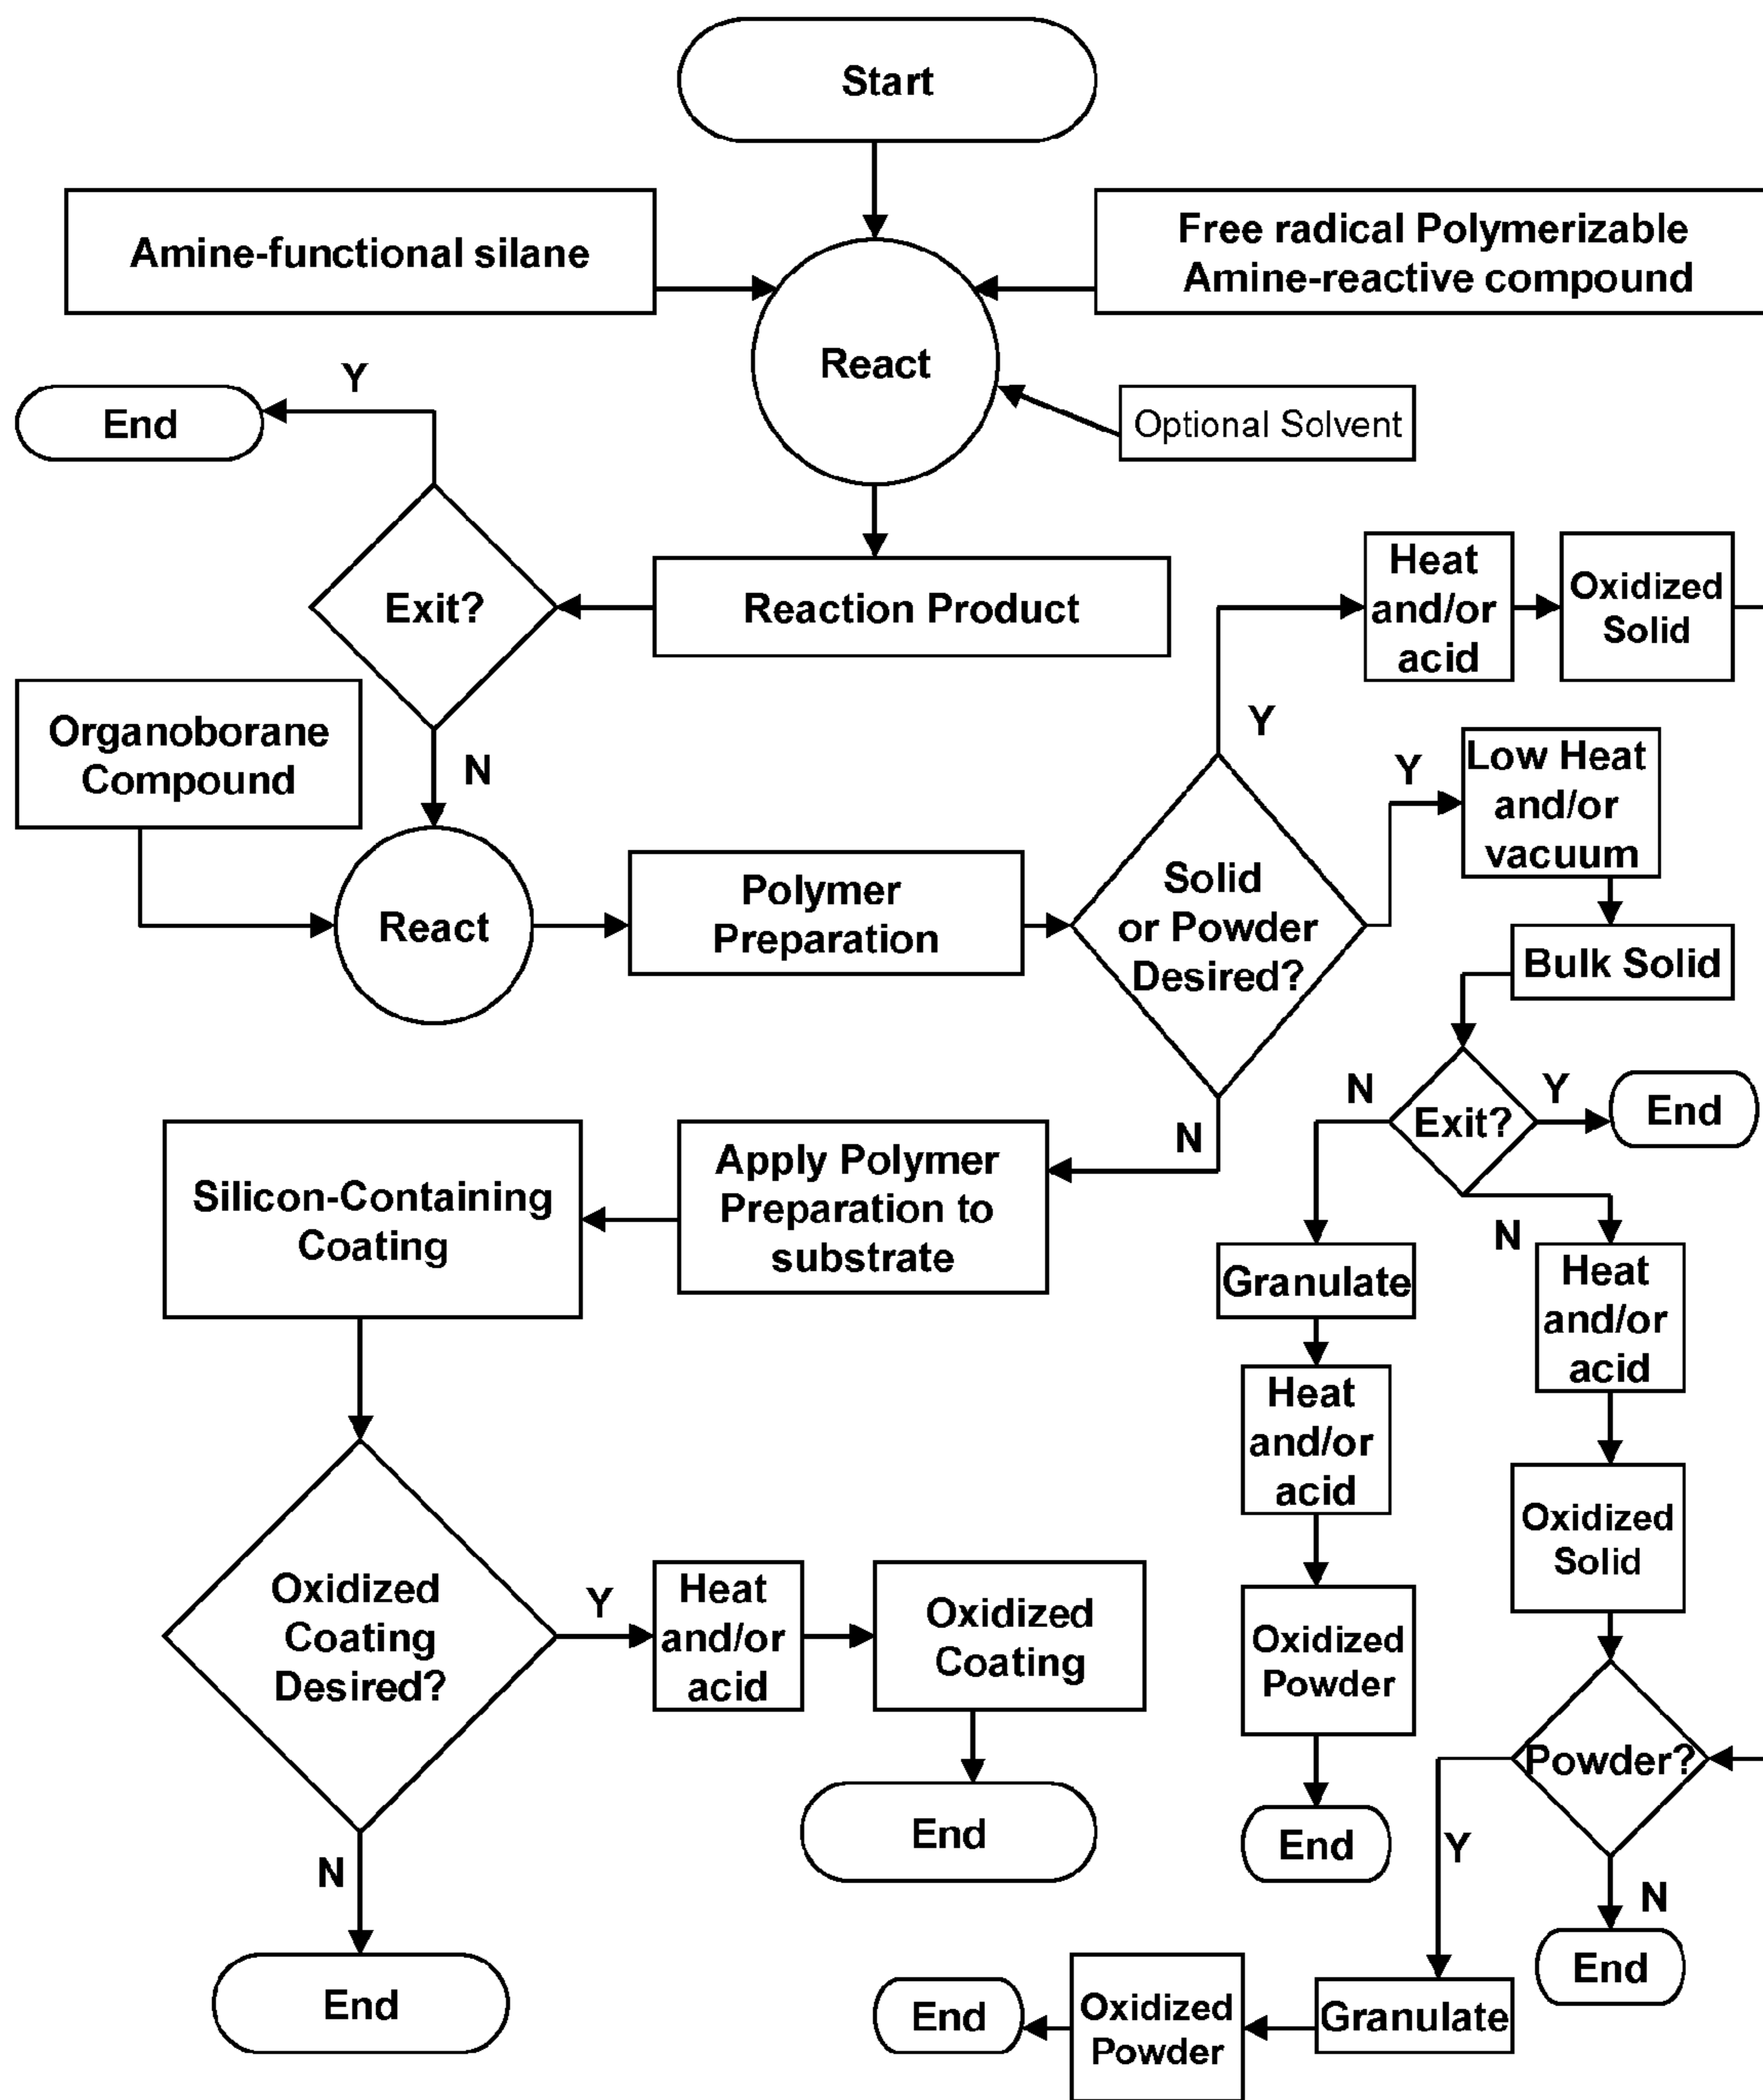 Start
Amine-functional silane
Free radical Polymerizable
Amine-reactive compound
React
Optional Solvent
Y
End
Exit?
Reaction Product
Heat
and/or
acid
Oxidized
Solid
Organoborane
Compound
N
Y
Y
Low Heat
and/or
vacuum
React
Polymer
Preparation
Solid
or Powder
Desired?
Bulk Solid
N
Exit?
Y
End
N
Silicon-Containing
Coating
Apply Polymer
Preparation to
substrate
N
Granulate
Heat
and/or
acid
Heat
and/or
acid
Oxidized
Solid
Oxidized
Coating
Desired?
Y
Heat
and/or
acid
Oxidized
Coating
Oxidized
Powder
Powder?
End
End
Y
N
N
End
End
End
Oxidized
Powder
Granulate